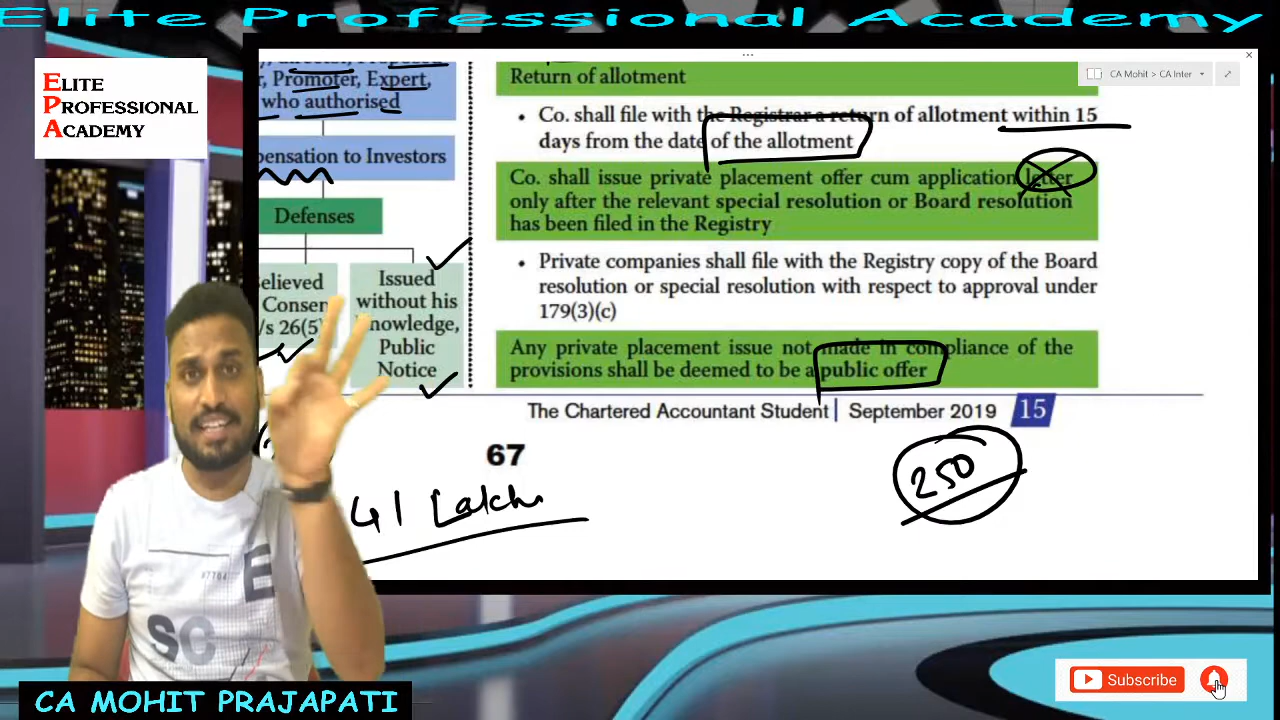 Elite Professional Academy
ELITE
PROFESSIONAL
ACADEMY
Promoter, Expert,
who authorised
pensation to Investors
Defenses
elieved
Consen
/s 26(5)
Issued
without his
knowledge,
Public
Notice
CA Mohit > CA Inter
Return of allotment
• Co. shall file with the Registrar a return of allotment within 15
days from the date of the allotment
Co. shall issue private placement offer cum application letter
only after the relevant special resolution or Board resolution
has been filed in the Registry
• Private companies shall file with the Registry copy of the Board
resolution or special resolution with respect to approval under
179(3)(c)
Any private placement issue not made in compliance of the
provisions shall be deemed to be a public offer
The Chartered Accountant Student | September 2019 15
67
41 Lakh
250
E
#7704
SC
Subscribe
CA MOHIT PRAJAPATI